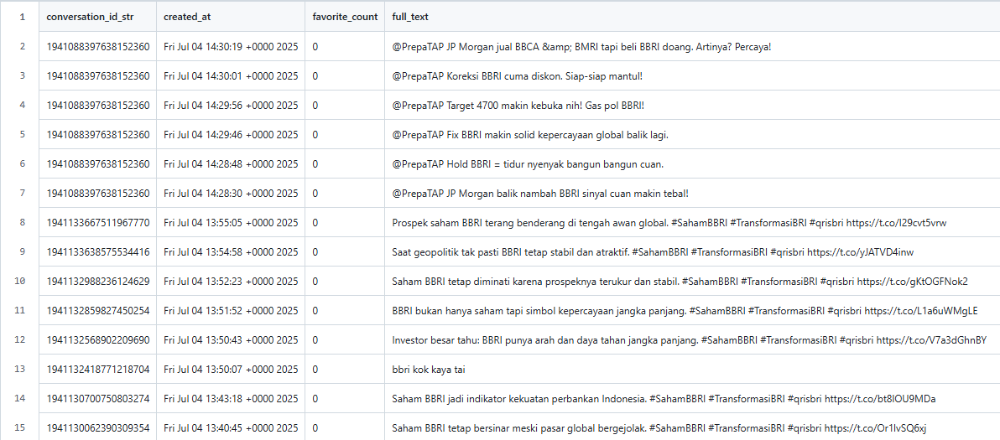 1 conversation_id_str created_at favorite_count full_text
2 1941088397638152360 Fri Jul 04 14:30:19 +0000 2025 0 @PrepaTAP JP Morgan jual BBCA &amp; BMRI tapi beli BBRI doang. Artinya? Percaya!
3 1941088397638152360 Fri Jul 04 14:30:01 +0000 2025 0 @PrepaTAP Koreksi BBRI cuma diskon. Siap-siap mantul!
4 1941088397638152360 Fri Jul 04 14:29:56 +0000 2025 0 @PrepaTAP Target 4700 makin kebuka nih! Gas pol BBRI!
5 1941088397638152360 Fri Jul 04 14:29:46 +0000 2025 0 @PrepaTAP Fix BBRI makin solid kepercayaan global balik lagi.
6 1941088397638152360 Fri Jul 04 14:28:48 +0000 2025 0 @PrepaTAP Hold BBRI = tidur nyenyak bangun bangun cuan.
7 1941088397638152360 Fri Jul 04 14:28:30 +0000 2025 0 @PrepaTAP JP Morgan balik nambah BBRI sinyal cuan makin tebal!
8 1941133667511967770 Fri Jul 04 13:55:05 +0000 2025 0 Prospek saham BBRI terang benderang di tengah awan global. #SahamBBRI #TransformasiBRI #qrisbri https://t.co/l29cvt5vrw
9 1941133638575534416 Fri Jul 04 13:54:58 +0000 2025 0 Saat geopolitik tak pasti BBRI tetap stabil dan atraktif. #SahamBBRI #TransformasiBRI #qrisbri https://t.co/yJATVD4inw
10 1941132988236124629 Fri Jul 04 13:52:23 +0000 2025 0 Saham BBRI tetap diminati karena prospeknya terukur dan stabil. #SahamBBRI #TransformasiBRI #qrisbri https://t.co/gKtOGFNok2
11 1941132859827450254 Fri Jul 04 13:51:52 +0000 2025 0 BBRI bukan hanya saham tapi simbol kepercayaan jangka panjang. #SahamBBRI #TransformasiBRI #qrisbri https://t.co/L1a6uWMgLE
12 1941132568902209690 Fri Jul 04 13:50:43 +0000 2025 0 Investor besar tahu: BBRI punya arah dan daya tahan jangka panjang. #SahamBBRI #TransformasiBRI #qrisbri https://t.co/V7a3dGhnBY
13 1941132418771218704 Fri Jul 04 13:50:07 +0000 2025 0 bbri kok kaya tai
14 1941130700750803274 Fri Jul 04 13:43:18 +0000 2025 0 Saham BBRI jadi indikator kekuatan perbankan Indonesia. #SahamBBRI #TransformasiBRI #qrisbri https://t.co/bt8IOU9MDa
15 1941130062390309354 Fri Jul 04 13:40:45 +0000 2025 0 Saham BBRI tetap bersinar meski pasar global bergejolak. #SahamBBRI #TransformasiBRI #qrisbri https://t.co/Or1IvSQ6xj